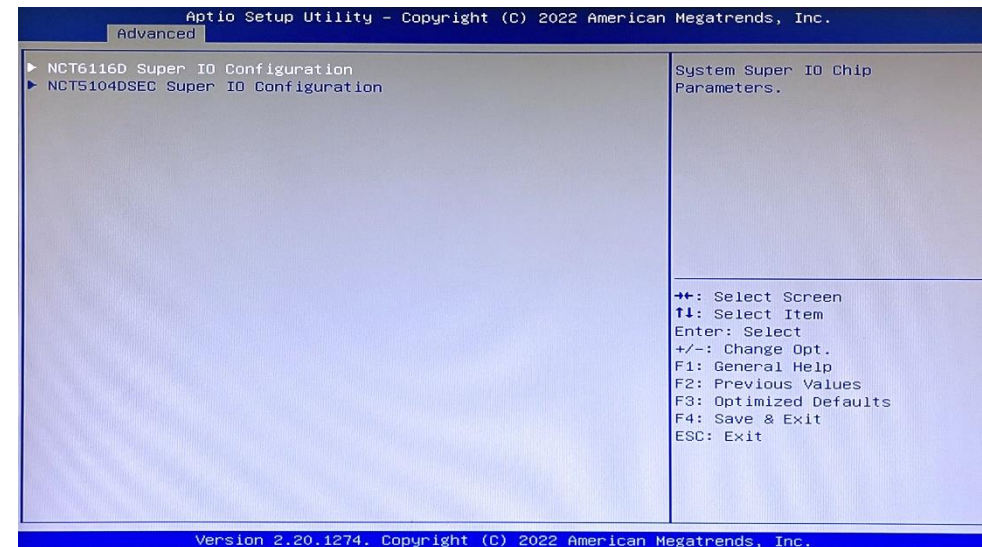 Aptio Setup Utility – Copyright (C) 2022 American Megatrends, Inc.
Advanced
NCT6116D Super IO Configuration
NCT5104DSEC Super IO Configuration
System Super IO Chip
Parameters.
→←: Select Screen
↑↓: Select Item
Enter: Select
+/-: Change Opt.
F1: General Help
F2: Previous Values
F3: Optimized Defaults
F4: Save & Exit
ESC: Exit
Version 2.20.1274. Copyright (C) 2022 American Megatrends, Inc.